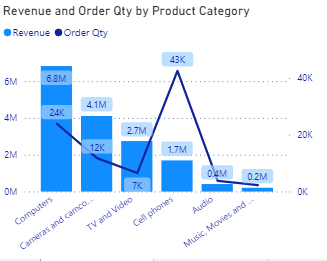 Revenue and Order Qty by Product Category
Revenue Order Qty
43K
6.8M
4.1M
24K
2.7M
12K
1.7M
7K
0.4M
0.2M
6M
4M
2M
0M
40K
20K
0K
Computers
Cameras and camco...
TV and Video
Cell phones
Audio
Music, Movies and ...